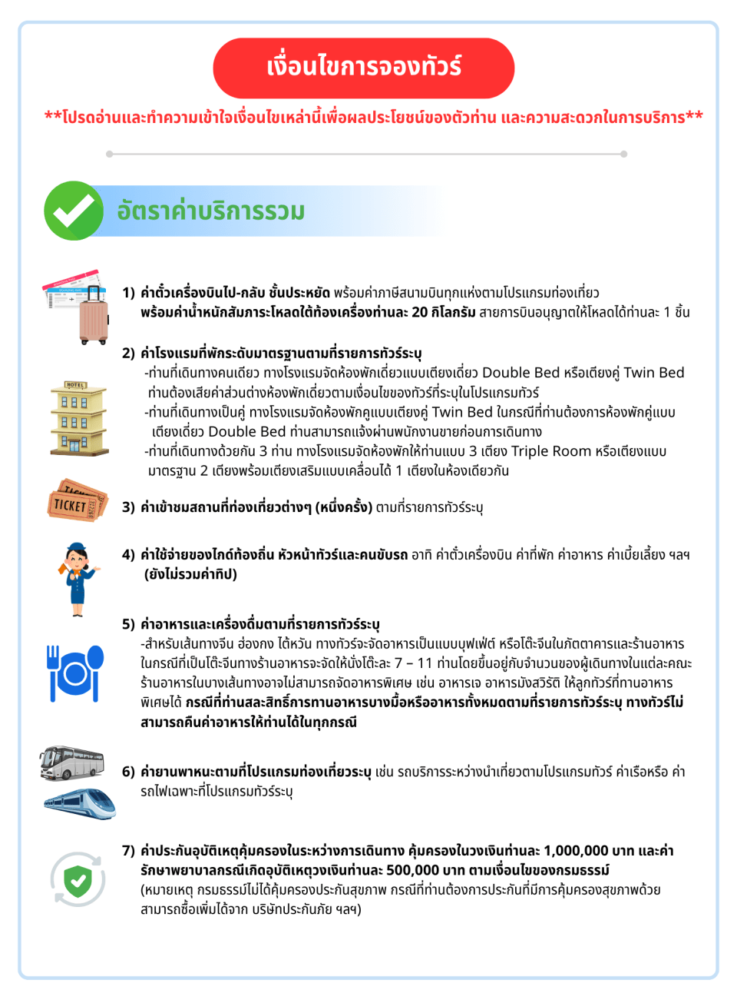 เงื่อนไขการจองทัวร์
**โปรดอ่านและทำความเข้าใจเงื่อนไขเหล่านี้เพื่อผลประโยชน์ของตัวท่าน และความสะดวกในการบริการ**
อัตราค่าบริการรวม
1) ค่าตั๋วเครื่องบินไป-กลับ ชั้นประหยัด พร้อมค่าภาษีสนามบินทุกแห่งตามโปรแกรมท่องเที่ยว
พร้อมค่าน้ำหนักสัมภาระโหลดใต้ท้องเครื่องท่านละ 20 กิโลกรัม สายการบินอนุญาตให้โหลดได้ท่านละ 1 ชิ้น
2) ค่าโรงแรมที่พักระดับมาตรฐานตามที่รายการทัวร์ระบุ
-ท่านที่เดินทางคนเดียว ทางโรงแรมจัดห้องพักเดี่ยวแบบเตียงเดี่ยว Double Bed หรือเตียงคู่ Twin Bed
ท่านต้องเสียค่าส่วนต่างห้องพักเดี่ยวตามเงื่อนไขของทัวร์ที่ระบุในโปรแกรมทัวร์
HOTEL
-ท่านที่เดินทางเป็นคู่ ทางโรงแรมจัดห้องพักคูแบบเตียงคู่ Twin Bed ในกรณีที่ท่านต้องการห้องพักคู่แบบ
เตียงเดี่ยว Double Bed ท่านสามารถแจ้งผ่านพนักงานขายก่อนการเดินทาง
-ท่านที่เดินทางด้วยกัน 3 ท่าน ทางโรงแรมจัดห้องพักให้ท่านแบบ 3 เตียง Triple Room หรือเตียงแบบ
มาตรฐาน 2 เตียงพร้อมเตียงเสริมแบบเคลื่อนได้ 1 เตียงในห้องเดียวกัน
TICKET
TICKET
3) ค่าเข้าชมสถานที่ท่องเที่ยวต่างๆ (หนึ่งครั้ง) ตามที่รายการทัวร์ระบุ
4) ค่าใช้จ่ายของไกด์ท้องถิ่น หัวหน้าทัวร์และคนขับรถ อาทิ ค่าตั๋วเครื่องบิน ค่าที่พัก ค่าอาหาร ค่าเบี้ยเลี้ยง ฯลฯ
(ยังไม่รวมค่าทิป)
5) ค่าอาหารและเครื่องดื่มตามที่รายการทัวร์ระบุ
-สำหรับเส้นทางจีน ฮ่องกง ไต้หวัน ทางทัวร์จะจัดอาหารเป็นแบบบุฟเฟ่ต์ หรือโต๊ะจีนในภัตตาคารและร้านอาหาร
ในกรณีที่เป็นโต๊ะจีนทางร้านอาหารจะจัดให้นั่งโต๊ะละ 7 – 11 ท่านโดยขึ้นอยู่กับจำนวนของผู้เดินทางในแต่ละคณะ
ร้านอาหารในบางเส้นทางอาจไม่สามารถจัดอาหารพิเศษ เช่น อาหารเจ อาหารมังสวิรัติ ให้ลูกทัวร์ที่ทานอาหาร
พิเศษได้ กรณีที่ท่านสละสิทธิ์การทานอาหารบางมื้อหรืออาหารทั้งหมดตามที่รายการทัวร์ระบุ ทางทัวร์ไม่
สามารถคืนค่าอาหารให้ท่านได้ในทุกกรณี
6) ค่ายานพาหนะตามที่โปรแกรมท่องเที่ยวระบุ เช่น รถบริการระหว่างนำเที่ยวตามโปรแกรมทัวร์ ค่าเรือหรือ ค่า
รถไฟเฉพาะที่โปรแกรมทัวร์ระบุ
7) ค่าประกันอุบัติเหตุคุ้มครองในระหว่างการเดินทาง คุ้มครองในวงเงินท่านละ 1,000,000 บาท และค่า
รักษาพยาบาลกรณีเกิดอุบัติเหตุวงเงินท่านละ 500,000 บาท ตามเงื่อนไขของกรมธรรม์
(หมายเหตุ กรมธรรม์ไม่ได้คุ้มครองประกันสุขภาพ กรณีที่ท่านต้องการประกันที่มีการคุ้มครองสุขภาพด้วย
สามารถซื้อเพิ่มได้จาก บริษัทประกันภัย ฯลฯ)